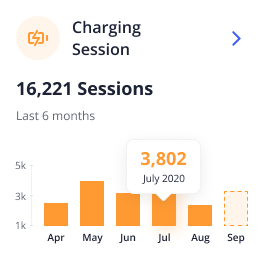 Charging
Session
16,221 Sessions
Last 6 months
3,802
July 2020
5k
3k
1k
Apr May Jun Jul Aug Sep